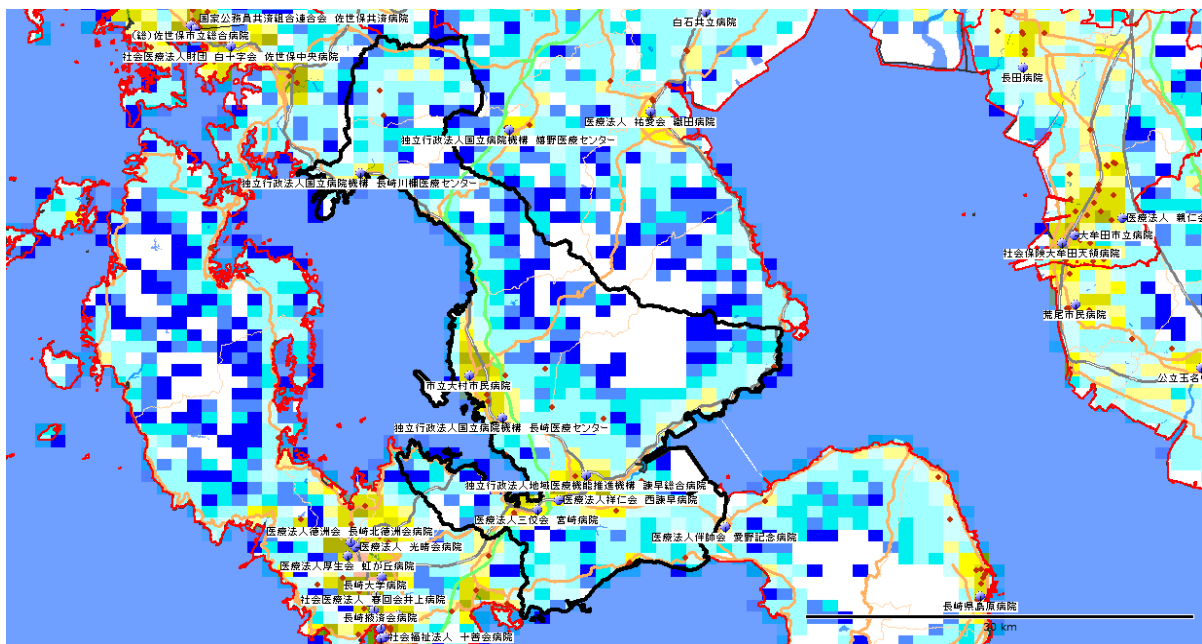 国家公務員共済組合連合会 佐世保共済病院
(総)佐世保市立総合病院
社会医療法人財団 白十字会 佐世保中央病院
白石共立病院
長田病院
医療法人 祐愛会 織田病院
独立行政法人国立病院機構 嬉野医療センター
独立行政法人国立病院機構 長崎川棚医療センター
医療法人 親仁会
大牟田市立病院
社会保険大牟田天領病院
荒尾市民病院
公立玉名
市立大村市民病院
独立行政法人国立病院機構 長崎医療センター
独立行政法人地域医療機能推進機構 諫早総合病院
医療法人祥仁会 西諫早病院
医療法人三佼会 宮崎病院
医療法人伴帥会 愛野記念病院
医療法人徳洲会 長崎北徳洲会病院
医療法人 光晴会病院
医療法人厚生会 虹が丘病院
長崎大学病院
社会医療法人 春回会井上病院
長崎掖済会病院
社会福祉法人 十善会病院
長崎県島原病院
30 km